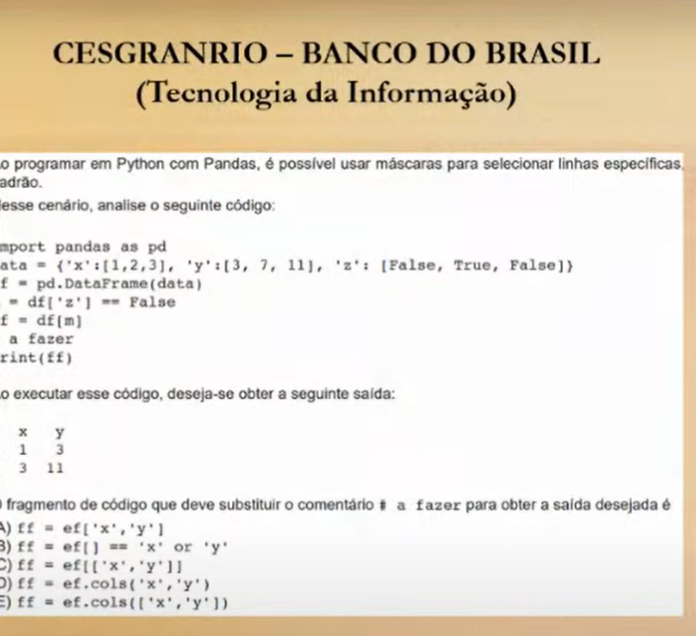 CESGRANRIO – BANCO DO BRASIL
(Tecnologia da Informação)
o programar em Python com Pandas, é possível usar máscaras para selecionar linhas específicas,
adrão.
esse cenário, analise o seguinte código:
mport pandas as pd
ata = {'x':[1,2,3], 'y':[3, 7, 11], 'z': [False, True, False]}
f = pd.DataFrame(data)
= df['z'] == False
f = df[m]
a fazer
rint(ff)
o executar esse código, deseja-se obter a seguinte saída:
x y
1 3
3 11
fragmento de código que deve substituir o comentário # a fazer para obter a saída desejada é
A) ff = ef['x','y']
B) ff = ef[] == 'x' or 'y'
C) ff = ef[['x','y']]
D) ff = ef.cols('x','y')
E) ff = ef.cols(['x','y'])